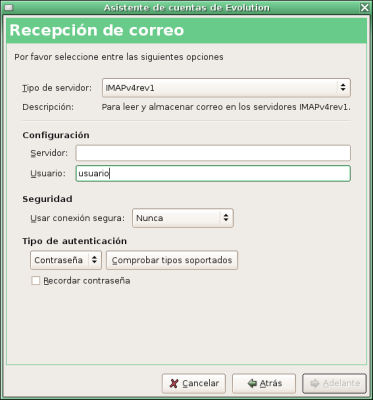 Asistente de cuentas de Evolution
Recepción de correo
Por favor seleccione entre las siguientes opciones
Tipo de servidor: IMAPv4rev1
Descripción: Para leer y almacenar correo en los servidores IMAPv4rev1.
Configuración
Servidor:
Usuario: usuario
Seguridad
Usar conexión segura: Nunca
Tipo de autenticación
Contraseña Comprobar tipos soportados
Recordar contraseña
Cancelar Atrás Adelante